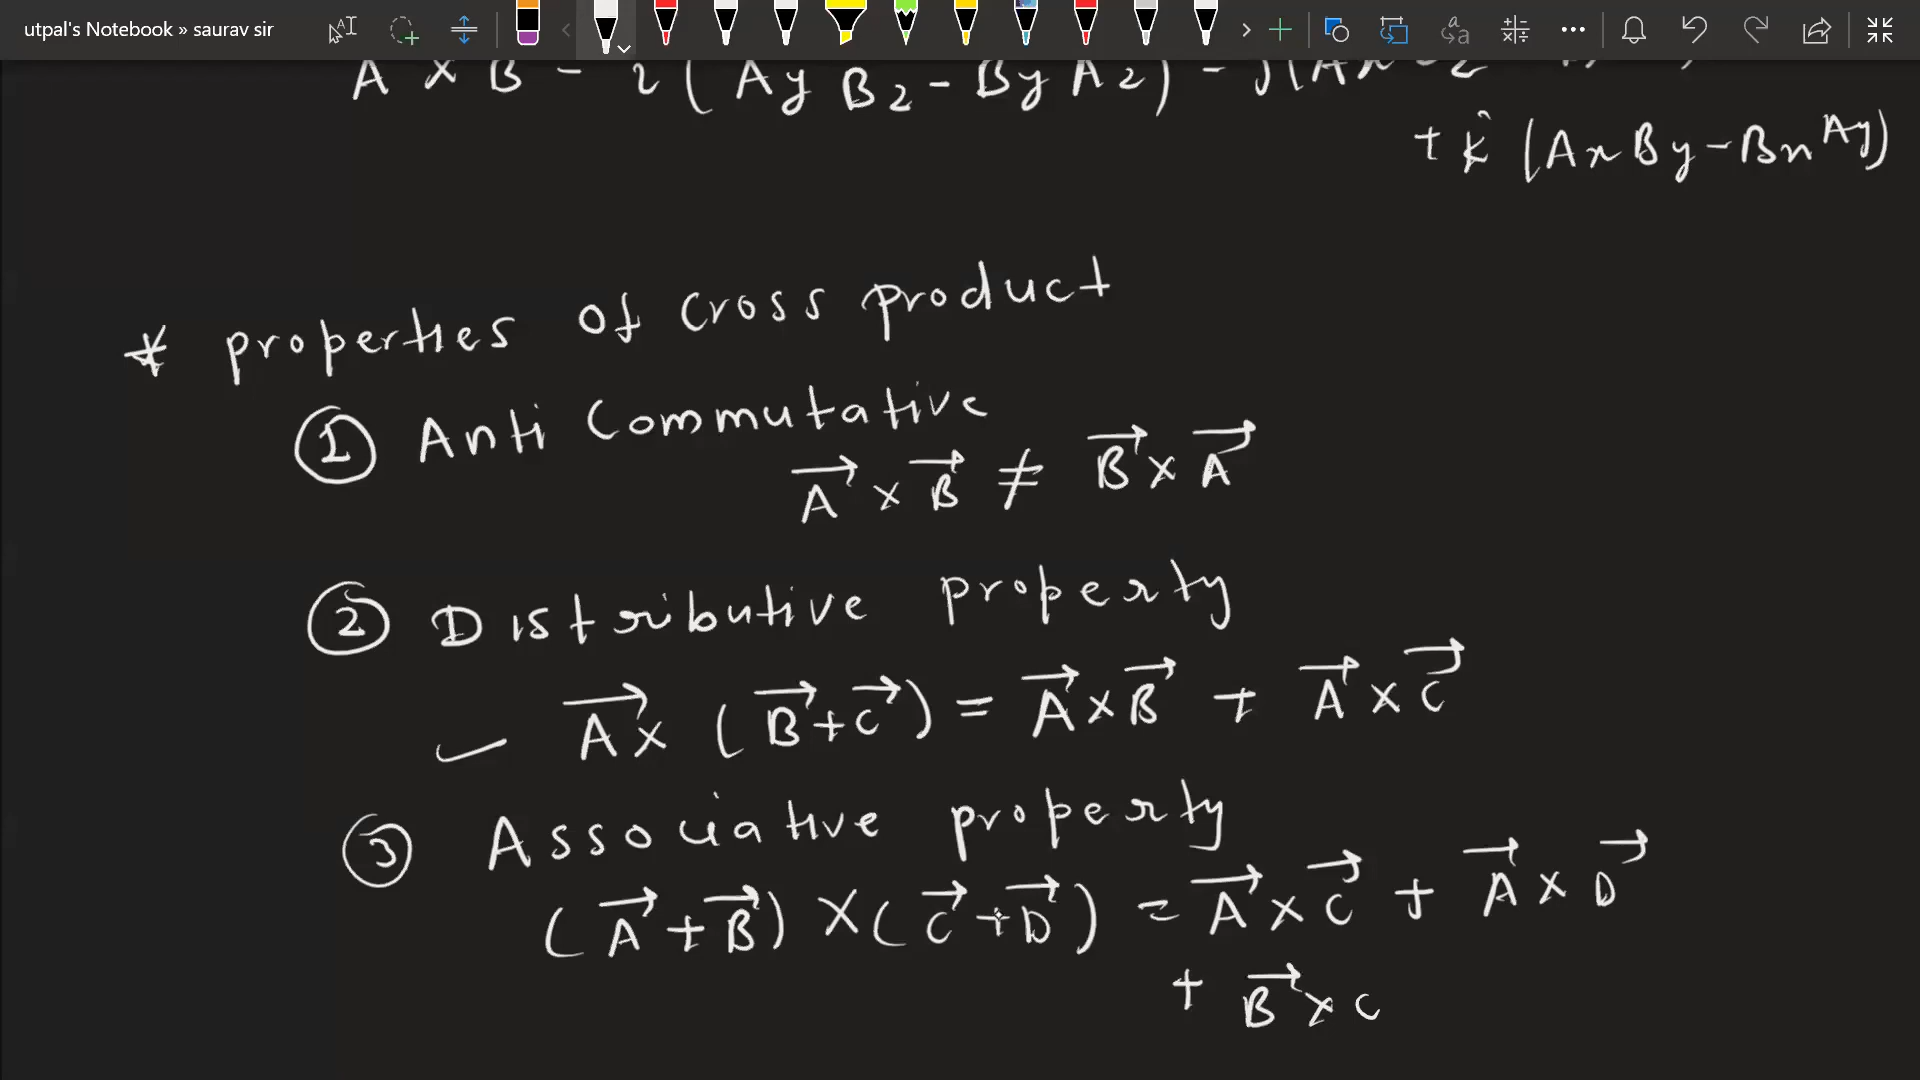 utpal's Notebook » saurav sir
A × B - i ( Ay Bz - By Az ) - j (Ax
+ k̂ (Ax By - Bx Ay)
* properties of cross product
① Anti Commutative
A⃗ × B⃗ ≠ B⃗ × A⃗
② Distributive property
A⃗ × ( B⃗ + C⃗ ) = A⃗ × B⃗ + A⃗ × C⃗
③ Associative property
( A⃗ + B⃗ ) × ( C⃗ + D⃗ ) = A⃗ × C⃗ + A⃗ × D⃗
+ B⃗ × C